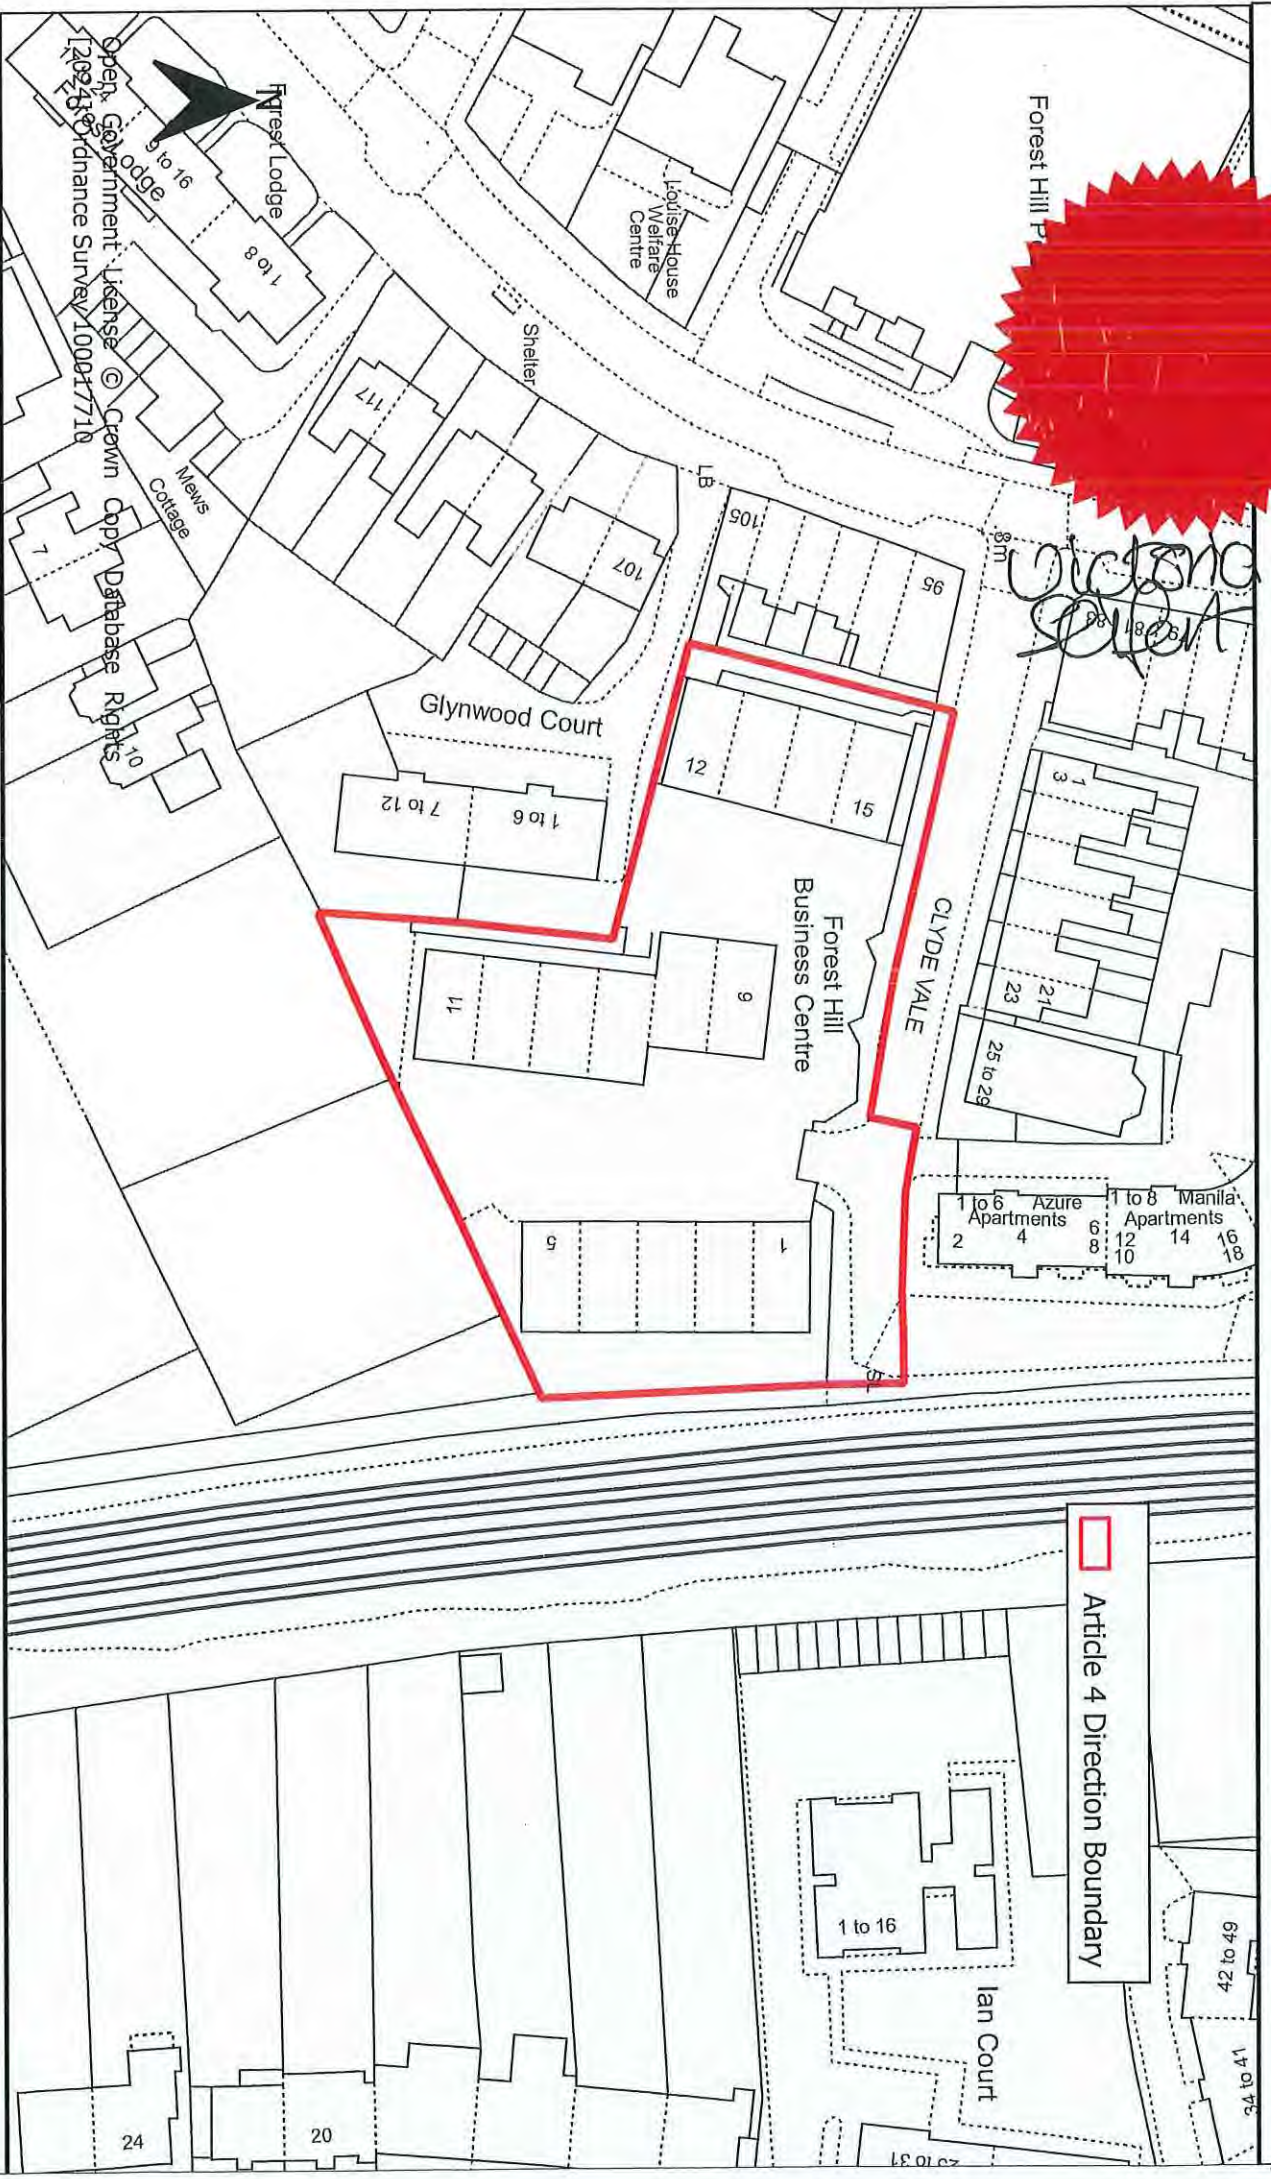 Forest Hill
Louise House
Welfare
Centre
Forest Lodge
N
9 to 16
1 to 8
Shelter
117
107
LB
105
95
Mews
Cottage
7
10
Glynwood Court
7 to 12
1 to 6
12
15
Forest Hill
Business Centre
CLYDE VALE
11
9
5
1
1
3
21
23
25 to 29
1 to 6 Azure
Apartments
2
4
6
8
1 to 8 Manila
Apartments
12
10
14
16
18
SL
Article 4 Direction Boundary
1 to 16
Ian Court
42 to 49
34 to 41
24
20
Open Government License © Crown Copy Database Rights
Ordnance Survey 100017710